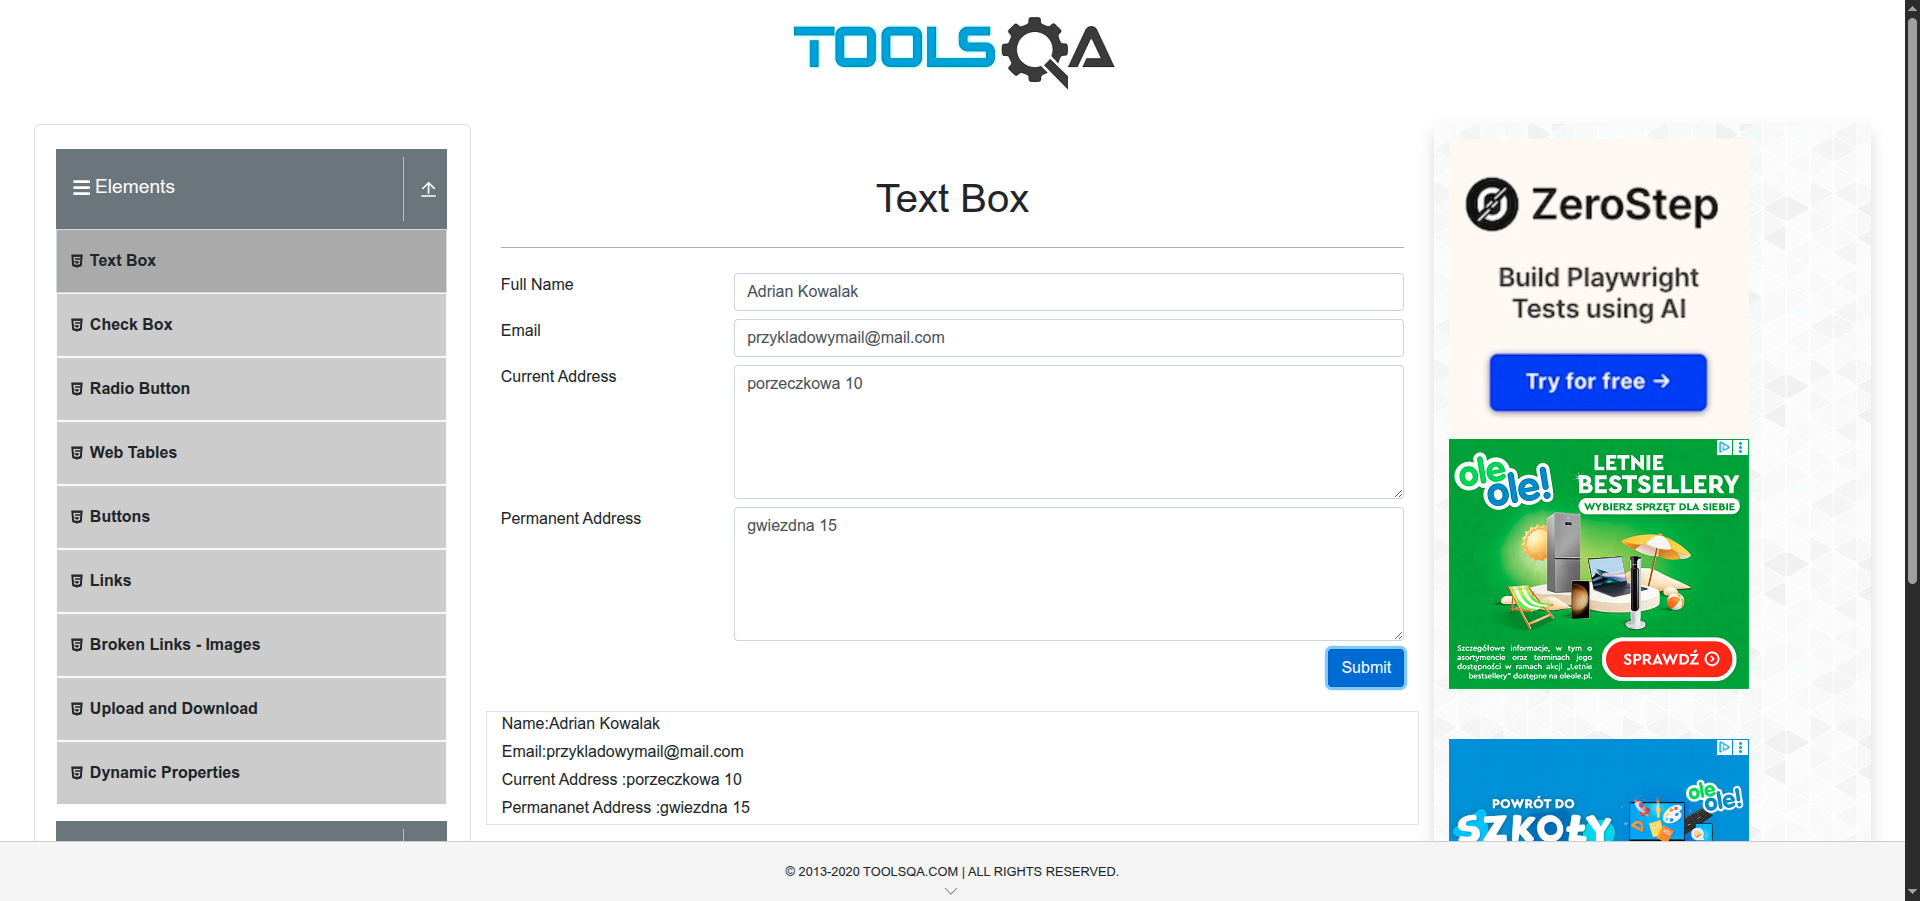 TOOLSQA
Elements
Text Box
Check Box
Radio Button
Web Tables
Buttons
Links
Broken Links - Images
Upload and Download
Dynamic Properties
Text Box
Full Name
Adrian Kowalak
Email
przykladowymail@mail.com
Current Address
porzeczkowa 10
Permanent Address
gwiezdna 15
Submit
Name:Adrian Kowalak
Email:przykladowymail@mail.com
Current Address :porzeczkowa 10
Permananet Address :gwiezdna 15
ZeroStep
Build Playwright
Tests using AI
Try for free →
ole
ole!
LETNIE
BESTSELLERY
WYBIERZ SPRZĘT DLA SIEBIE
Szczegółowe informacje, w tym o
asortymencie oraz terminach jego
dostępności w ramach akcji „Letnie
bestsellery” dostępne na oleole.pl.
SPRAWDŹ
POWRÓT DO
SZKOŁY
ole
ole!
© 2013-2020 TOOLSQA.COM | ALL RIGHTS RESERVED.